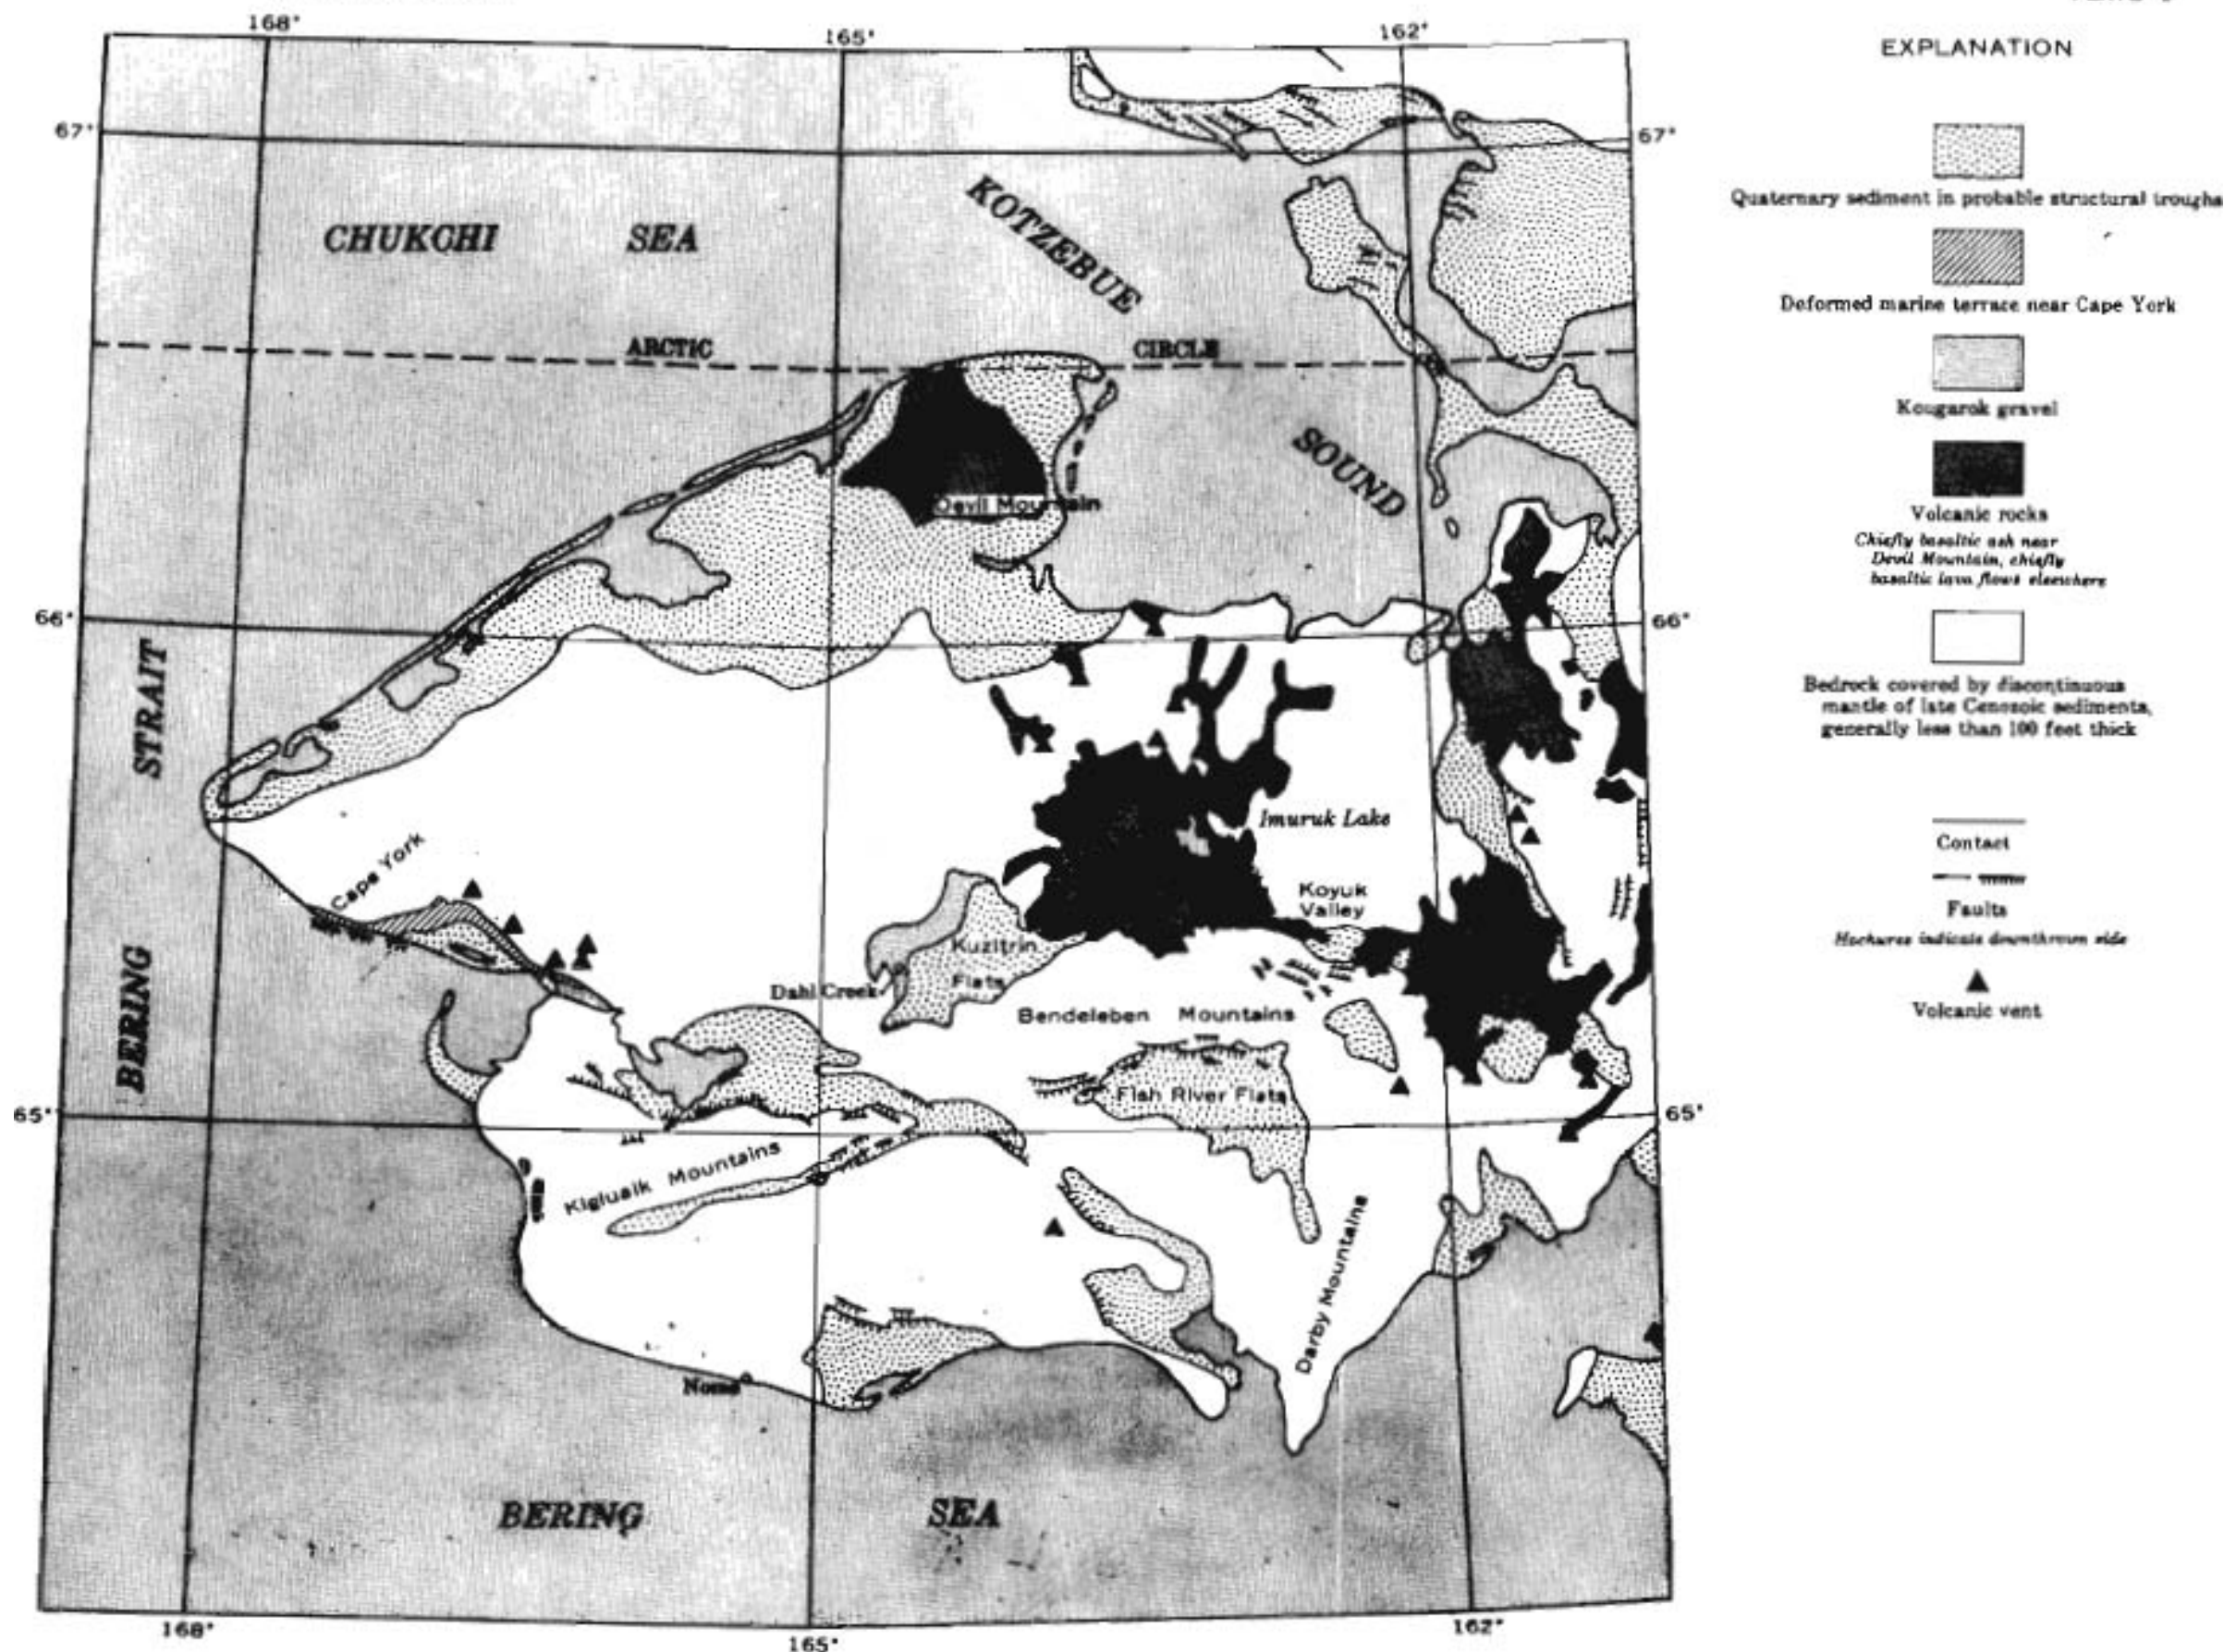 168°
165°
162°
67°
67°
CHUKCHI SEA
KOTZEBUE
SOUND
ARCTIC CIRCLE
Devil Mountain
66°
66°
BERING STRAIT
Imuruk Lake
Cape York
Koyuk
Valley
Kuzitrin
Flats
Dahl Creek
Bendeleben Mountains
Fish River Flats
65°
65°
Kigluaik Mountains
Darby Mountains
Nome
BERING SEA
168°
165°
162°
EXPLANATION
Quaternary sediment in probable structural troughs
Deformed marine terrace near Cape York
Kougarok gravel
Volcanic rocks
Chiefly basaltic ash near
Devil Mountain, chiefly
basaltic lava flows elsewhere
Bedrock covered by discontinuous
mantle of late Cenozoic sediments,
generally less than 100 feet thick
Contact
Faults
Hachures indicate downthrown side
Volcanic vent